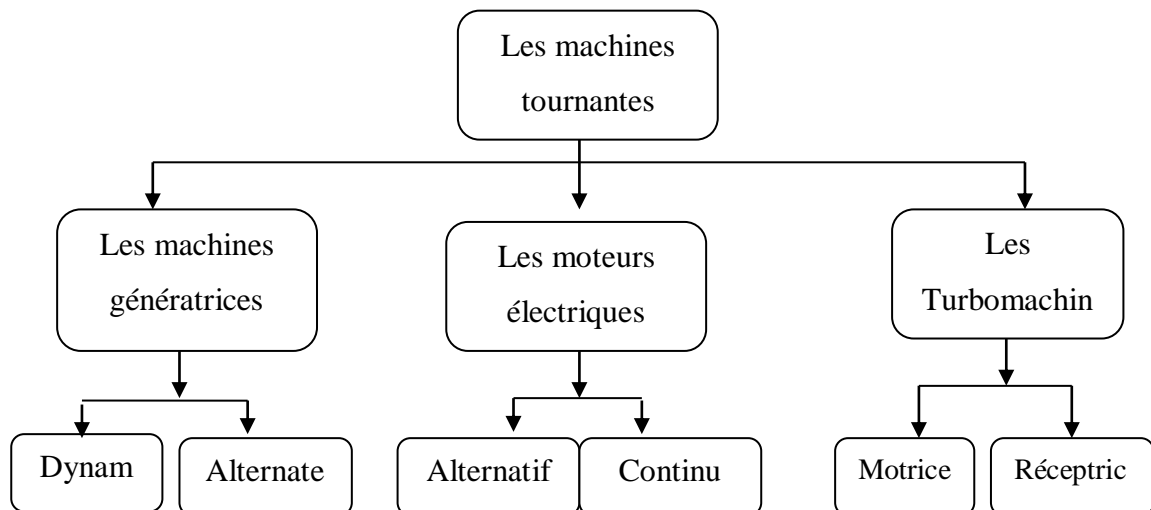 Les machines
tournantes
Les machines
génératrices
Les moteurs
électriques
Les
Turbomachin
Dynam
Alternate
Alternatif
Continu
Motrice
Réceptric